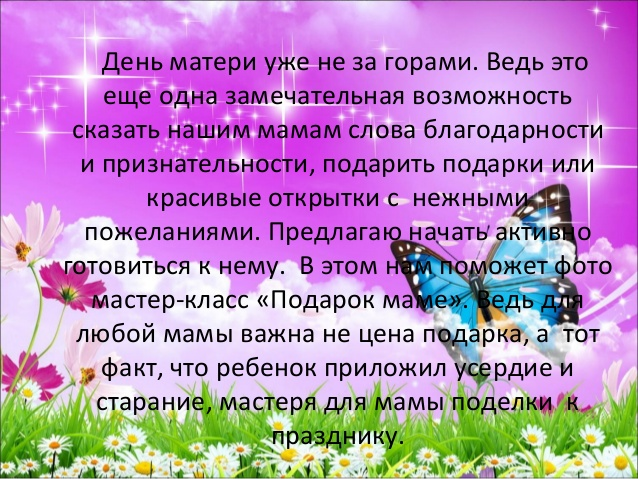 День матери уже не за горами. Ведь это
еще одна замечательная возможность
сказать нашим мамам слова благодарности
и признательности, подарить подарки или
красивые открытки с  нежными
пожеланиями. Предлагаю начать активно
готовиться к нему.  В этом нам поможет фото
мастер-класс «Подарок маме». Ведь для
любой мамы важна не цена подарка, а  тот
факт, что ребенок приложил усердие и
старание, мастеря для мамы поделки  к
празднику.